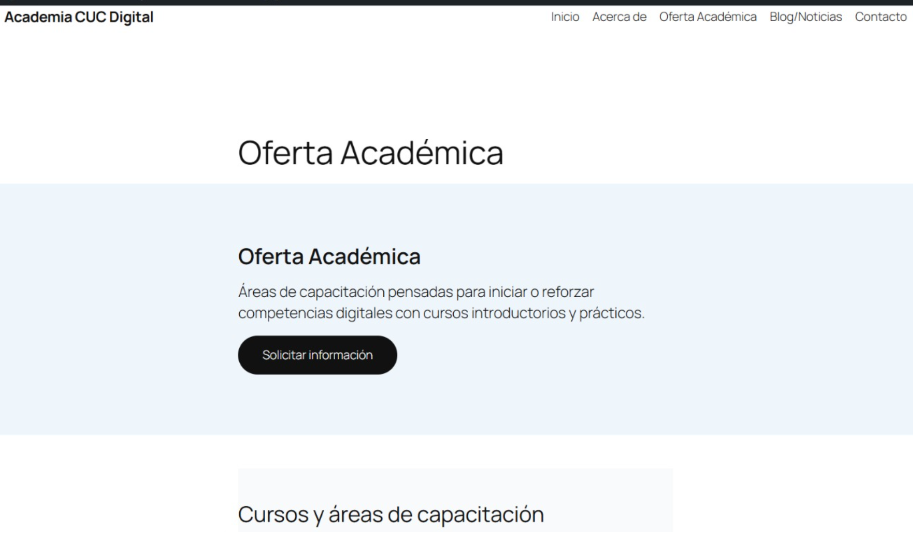 Academia CUC Digital
Inicio Acerca de Oferta Académica Blog/Noticias Contacto
Oferta Académica
Oferta Académica
Áreas de capacitación pensadas para iniciar o reforzar
competencias digitales con cursos introductorios y prácticos.
Solicitar información
Cursos y áreas de capacitación